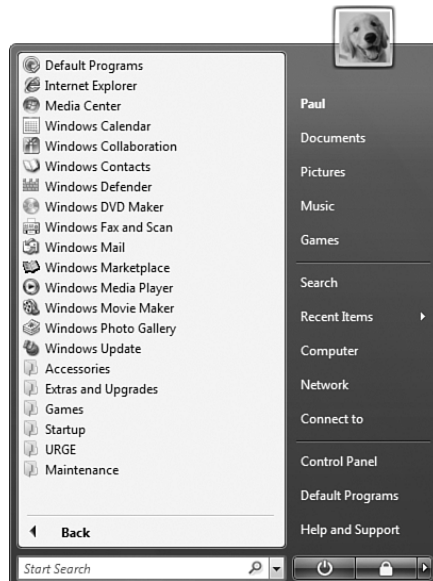 Default Programs
Internet Explorer
Media Center
Windows Calendar
Windows Collaboration
Windows Contacts
Windows Defender
Windows DVD Maker
Windows Fax and Scan
Windows Mail
Windows Marketplace
Windows Media Player
Windows Movie Maker
Windows Photo Gallery
Windows Update
Accessories
Extras and Upgrades
Games
Startup
URGE
Maintenance
Back
Start Search
Paul
Documents
Pictures
Music
Games
Search
Recent Items
Computer
Network
Connect to
Control Panel
Default Programs
Help and Support